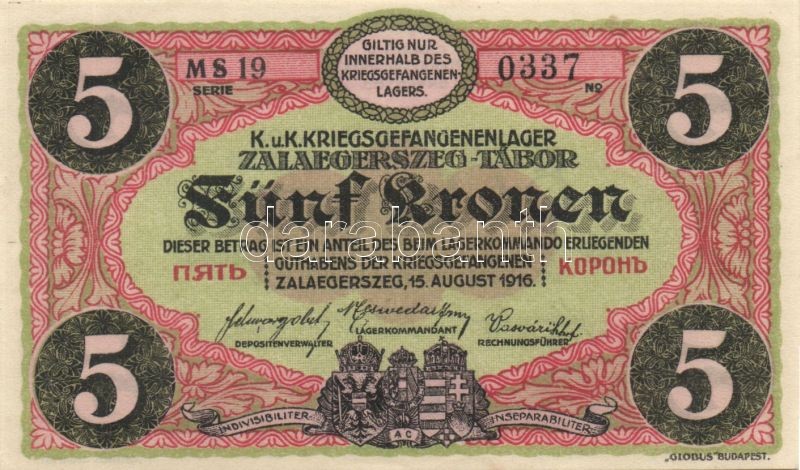 5 5
GILTIG NUR
INNERHALB DES
KRIEGSGEFANGENEN-
LAGERS.
MS 19 0337
SERIE No
K.u.K. KRIEGSGEFANGENENLAGER
ZALAEGERSZEG-TÁBOR
Fünf Kronen
darabanth
DIESER BETRAG IST EIN ANTEIL DES BEIM LAGERKOMMANDO ERLIEGENDEN
GUTHABENS DER KRIEGSGEFANGENEN
ПЯТЬ КОРОНЪ
ZALAEGERSZEG, 15. AUGUST 1916.
DEPOSITENVERWALTER LAGERKOMMANDANT RECHNUNGSFÜHRER
5 5
INDIVISIBILITER AC INSEPARABILITER
„GLOBUS" BUDAPEST.